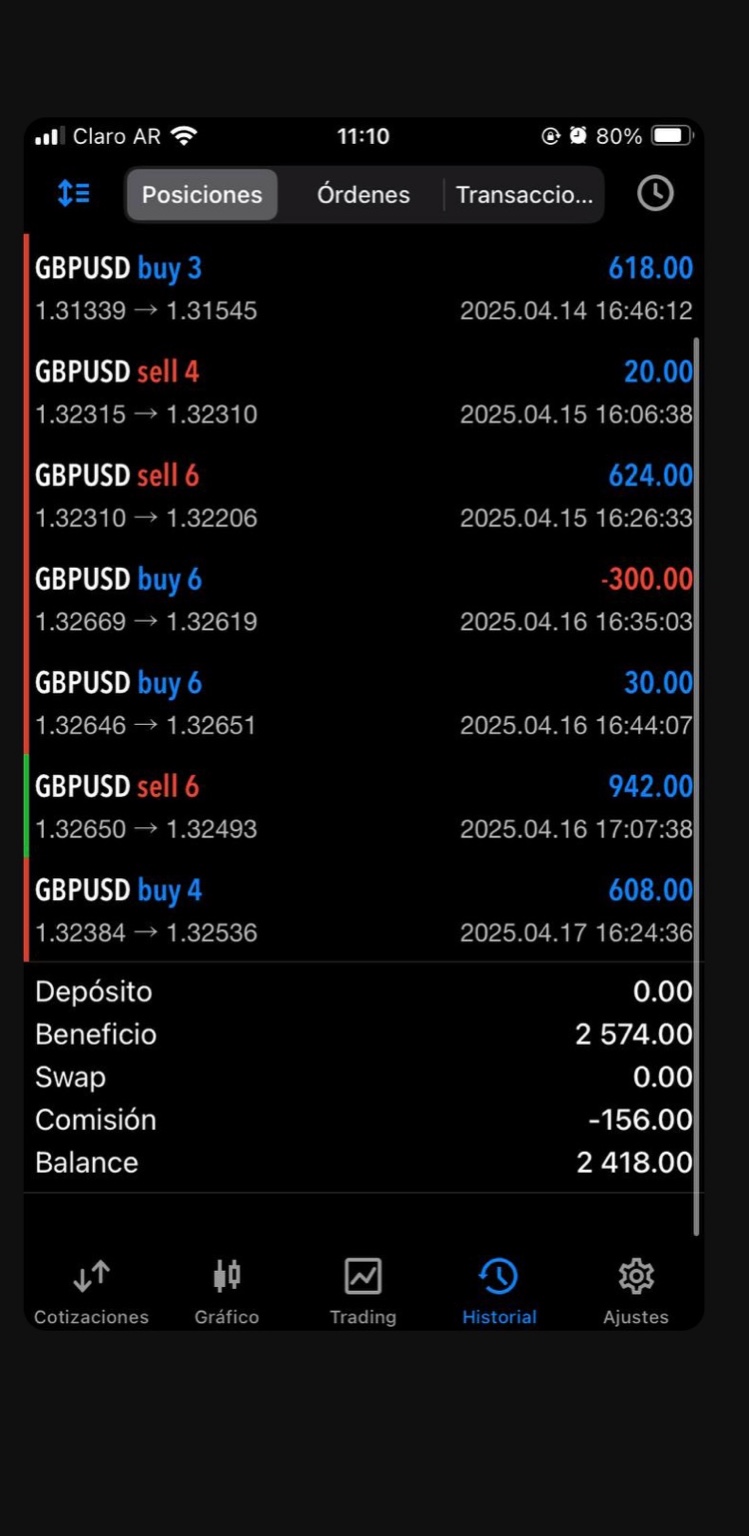 Claro AR 11:10 80%
Posiciones Órdenes Transaccio...
GBPUSD buy 3 618.00
1.31339 → 1.31545 2025.04.14 16:46:12
GBPUSD sell 4 20.00
1.32315 → 1.32310 2025.04.15 16:06:38
GBPUSD sell 6 624.00
1.32310 → 1.32206 2025.04.15 16:26:33
GBPUSD buy 6 -300.00
1.32669 → 1.32619 2025.04.16 16:35:03
GBPUSD buy 6 30.00
1.32646 → 1.32651 2025.04.16 16:44:07
GBPUSD sell 6 942.00
1.32650 → 1.32493 2025.04.16 17:07:38
GBPUSD buy 4 608.00
1.32384 → 1.32536 2025.04.17 16:24:36
Depósito 0.00
Beneficio 2 574.00
Swap 0.00
Comisión -156.00
Balance 2 418.00
Cotizaciones Gráfico Trading Historial Ajustes